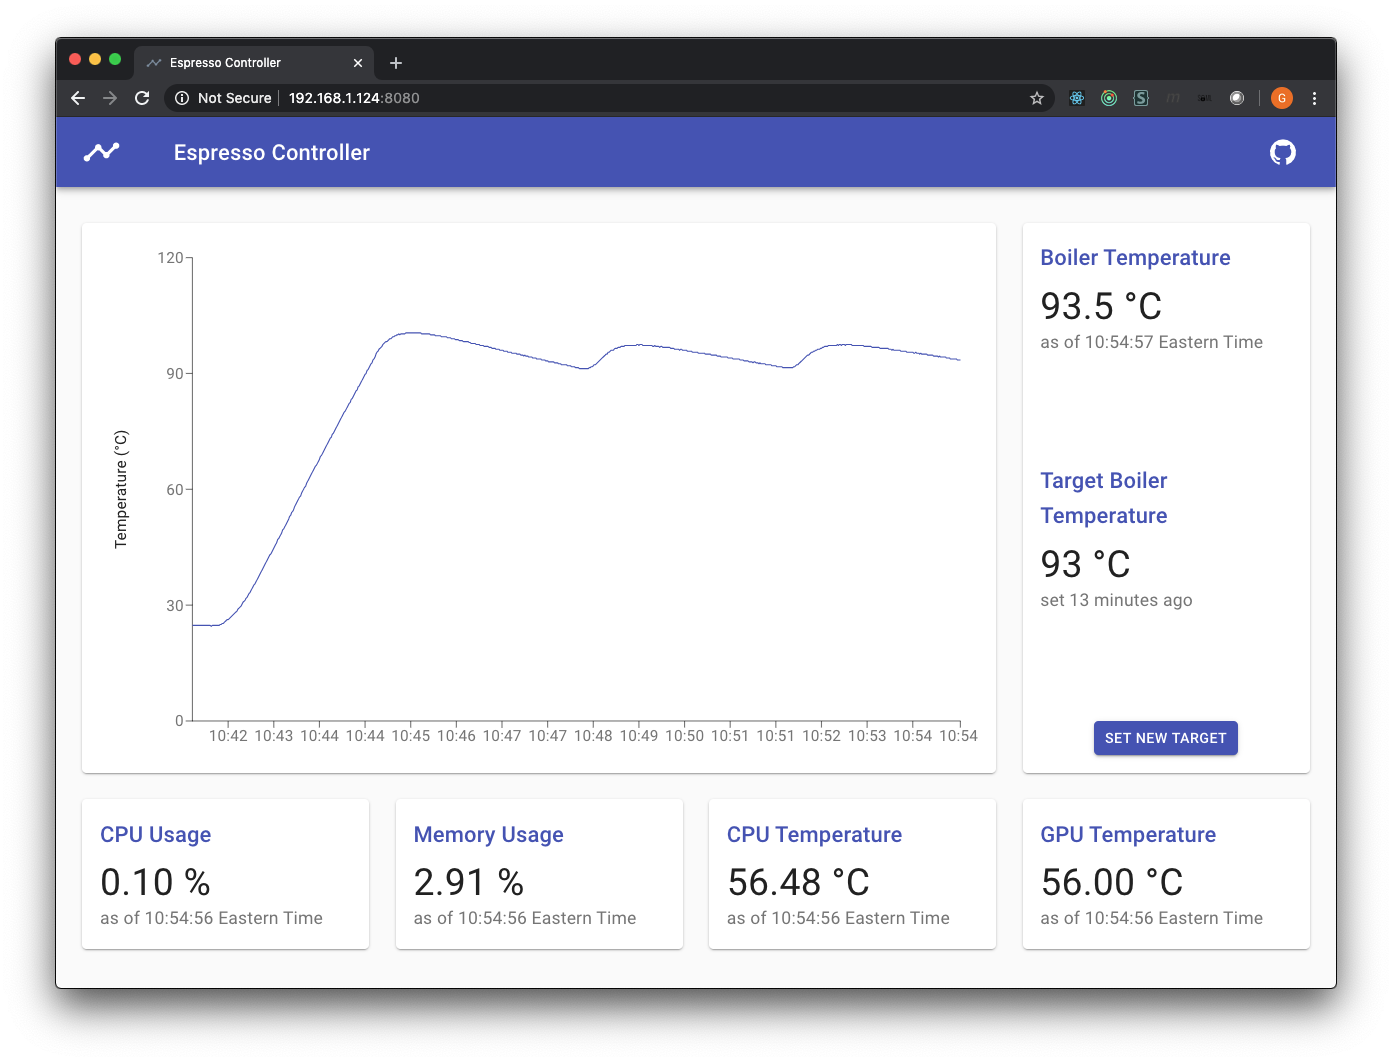 Espresso Controller
Not Secure
192.168.1.124:8080
G
Espresso Controller
120
90
60
30
0
Temperature (°C)
10:42 10:43 10:44 10:44 10:45 10:46 10:47 10:47 10:48 10:49 10:50 10:51 10:51 10:52 10:53 10:54 10:54
Boiler Temperature
93.5 °C
as of 10:54:57 Eastern Time
Target Boiler
Temperature
93 °C
set 13 minutes ago
SET NEW TARGET
CPU Usage
0.10 %
as of 10:54:56 Eastern Time
Memory Usage
2.91 %
as of 10:54:56 Eastern Time
CPU Temperature
56.48 °C
as of 10:54:56 Eastern Time
GPU Temperature
56.00 °C
as of 10:54:56 Eastern Time